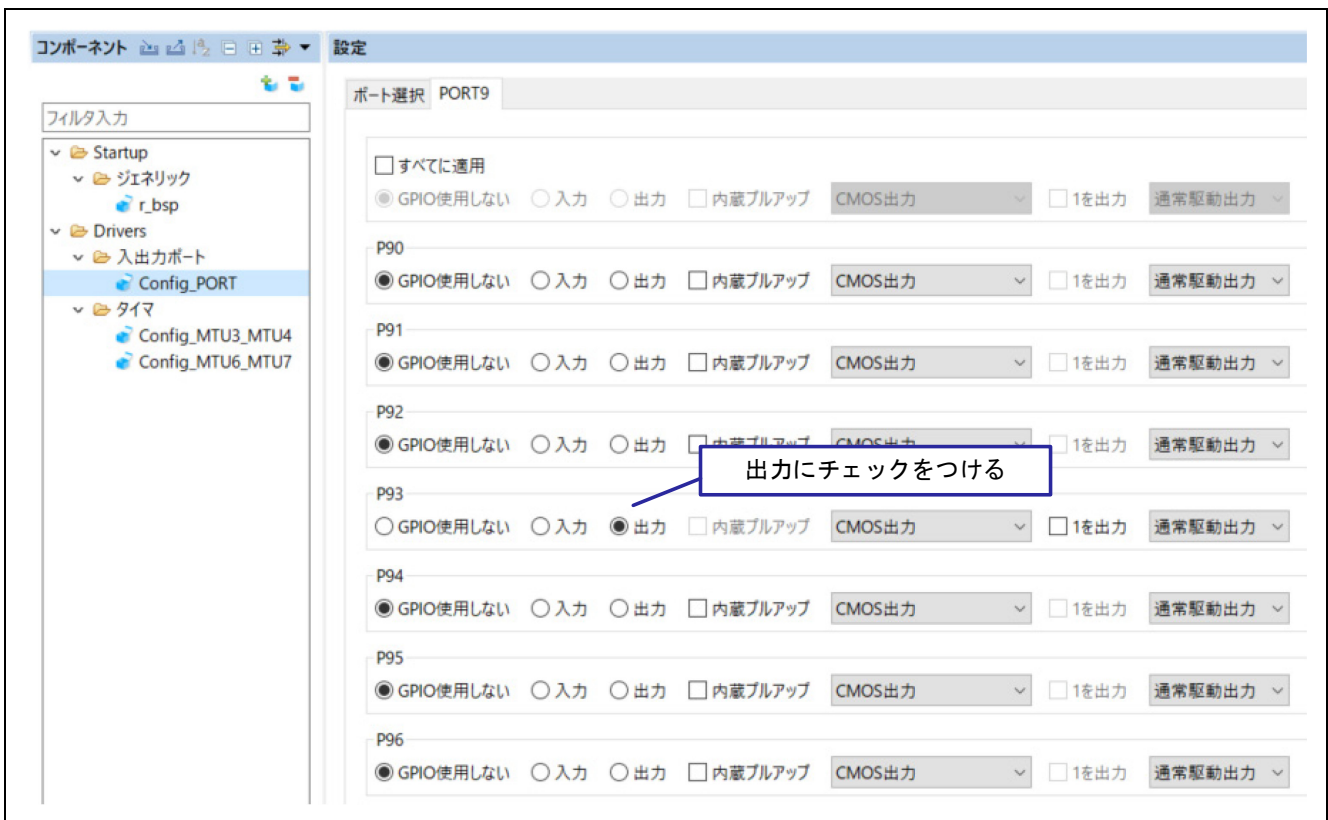 コンポーネント
設定
ポート選択 PORT9
フィルタ入力
Startup
ジェネリック
r_bsp
Drivers
入出力ポート
Config_PORT
タイマ
Config_MTU3_MTU4
Config_MTU6_MTU7
すべてに適用
GPIO使用しない 入力 出力 内蔵プルアップ CMOS出力 1を出力 通常駆動出力
P90
GPIO使用しない 入力 出力 内蔵プルアップ CMOS出力 1を出力 通常駆動出力
P91
GPIO使用しない 入力 出力 内蔵プルアップ CMOS出力 1を出力 通常駆動出力
P92
GPIO使用しない 入力 出力 内蔵プルアップ CMOS出力 1を出力 通常駆動出力
出力にチェックをつける
P93
GPIO使用しない 入力 出力 内蔵プルアップ CMOS出力 1を出力 通常駆動出力
P94
GPIO使用しない 入力 出力 内蔵プルアップ CMOS出力 1を出力 通常駆動出力
P95
GPIO使用しない 入力 出力 内蔵プルアップ CMOS出力 1を出力 通常駆動出力
P96
GPIO使用しない 入力 出力 内蔵プルアップ CMOS出力 1を出力 通常駆動出力